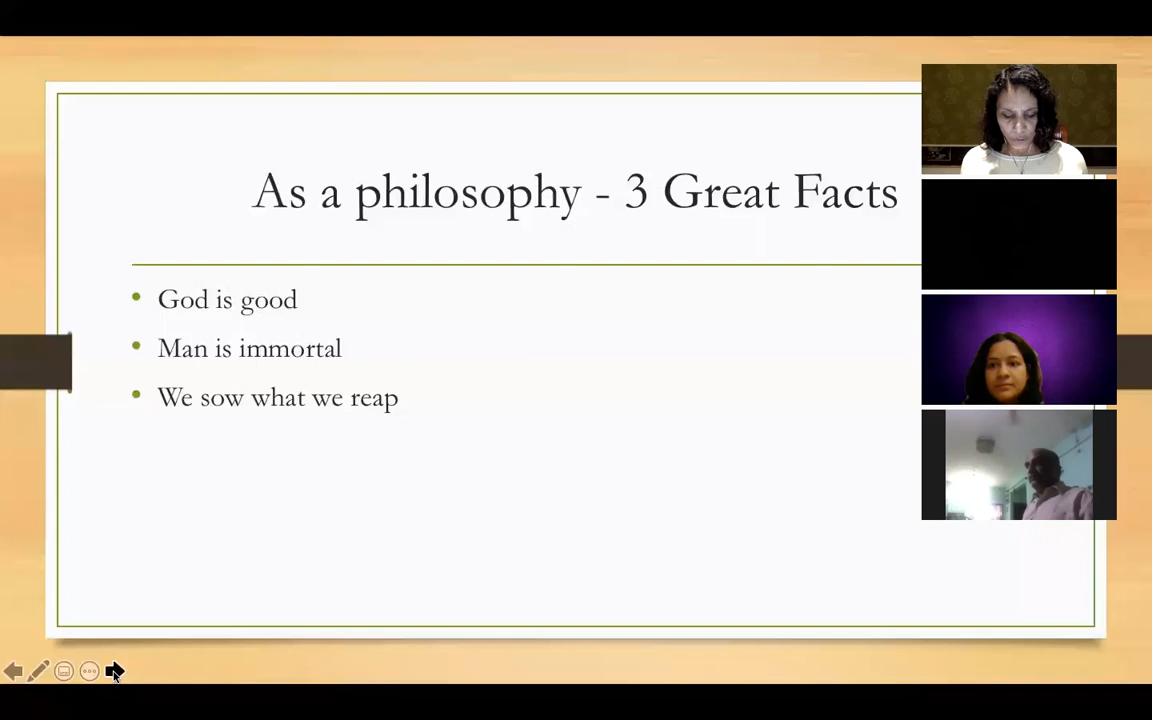 As a philosophy - 3 Great Facts
God is good
Man is immortal
We sow what we reap